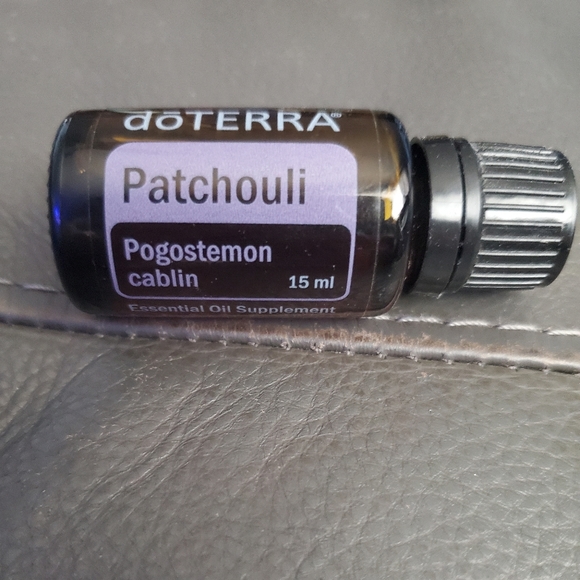 dōTERRA®
Patchouli
Pogostemon
cablin
15 ml
Essential Oil Supplement